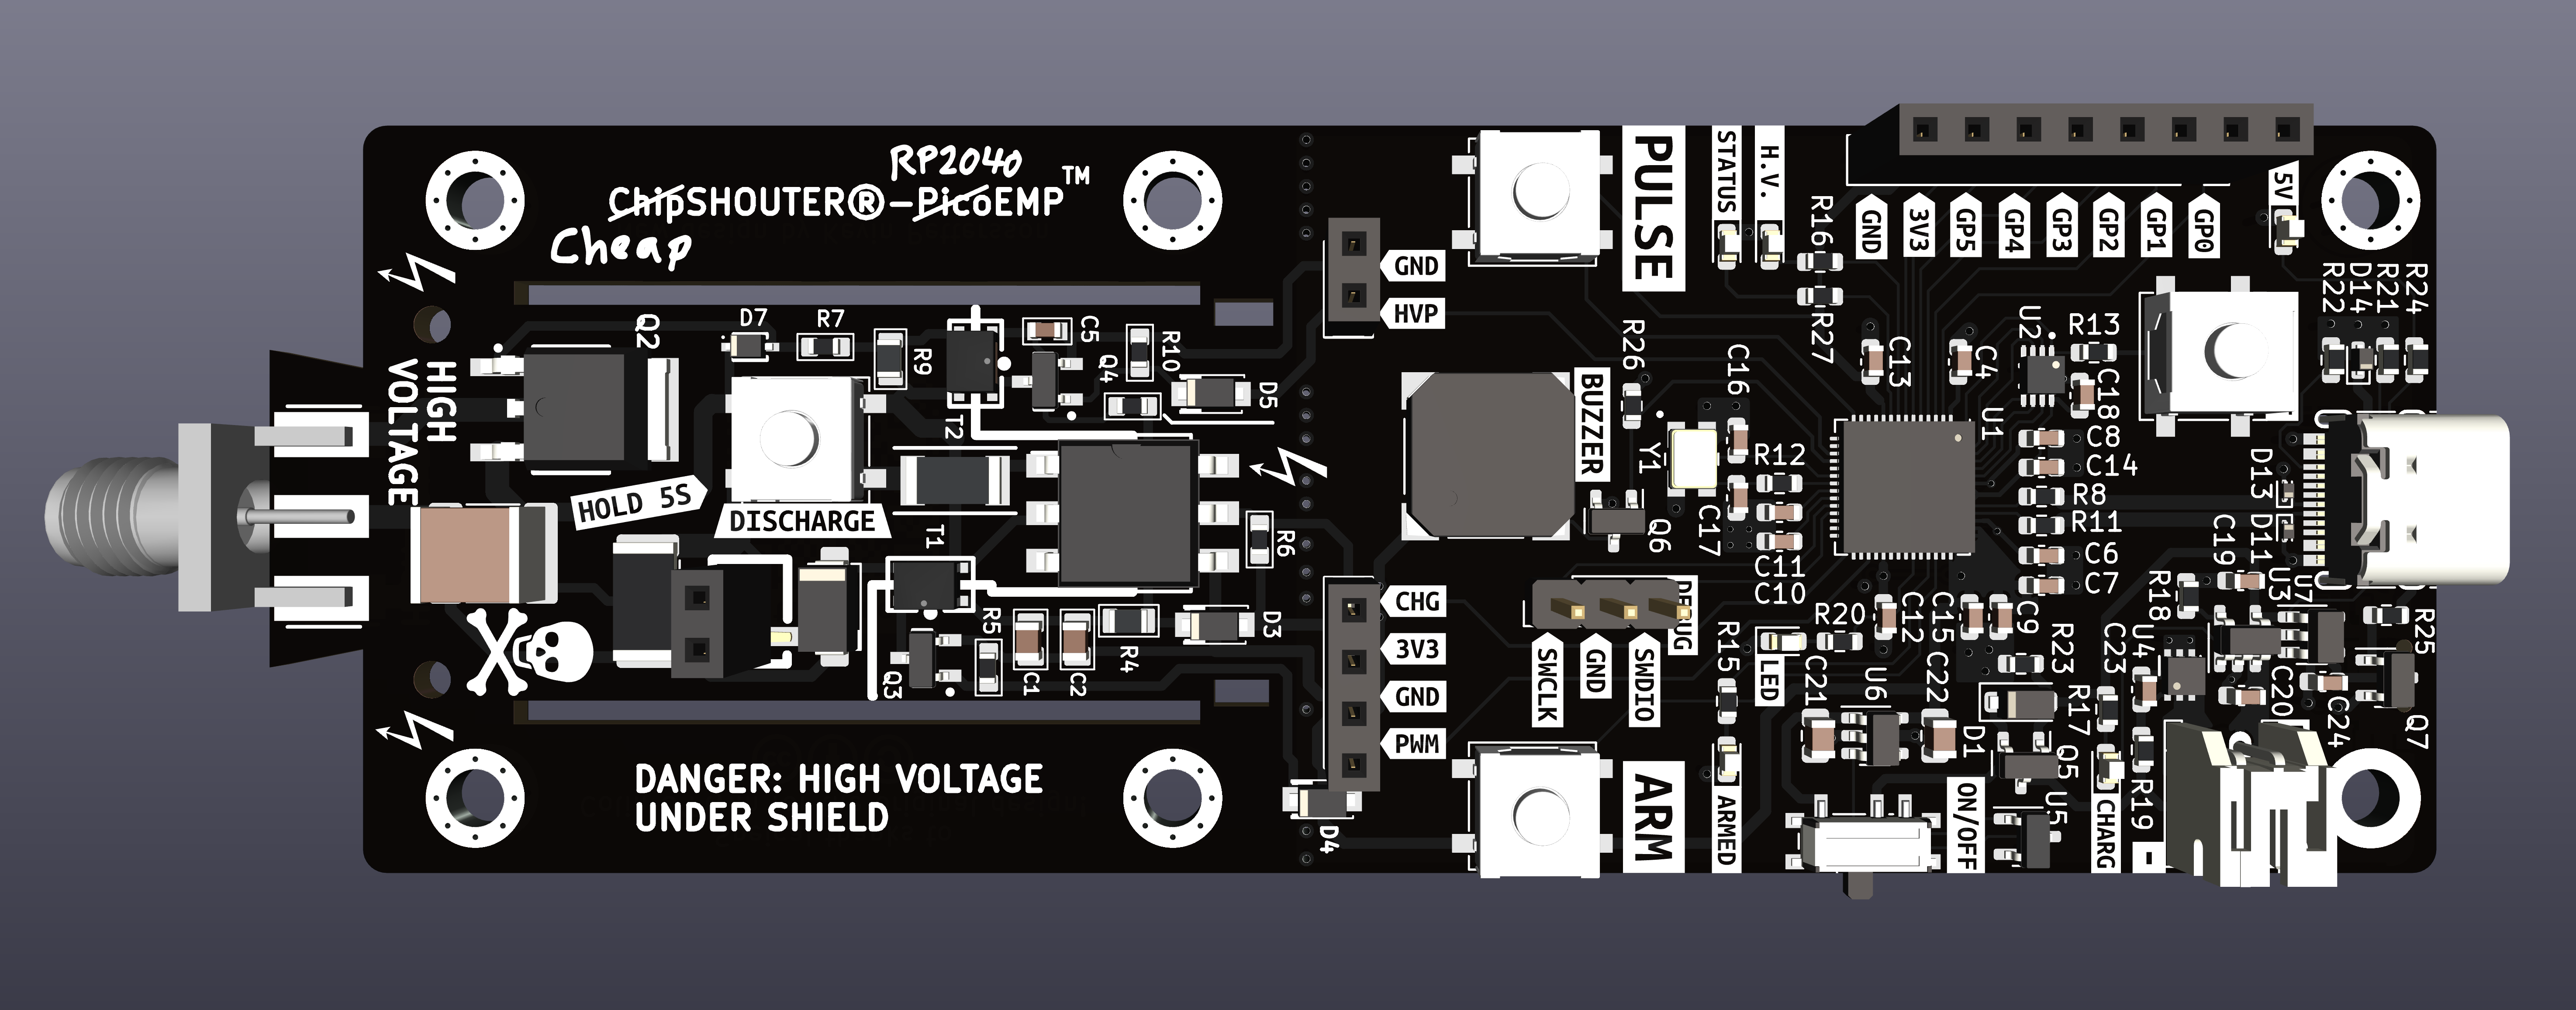 RP2040
ChipSHOUTER®-PicoEMP™
Cheap
HIGH
VOLTAGE
Q2
D7
R7
R9
C5
Q4
R10
D5
T2
HOLD 5S
DISCHARGE
T1
R6
Q3
R5
C1
C2
R4
D3
DANGER: HIGH VOLTAGE
UNDER SHIELD
D4
GND
HVP
CHG
3V3
GND
PWM
PULSE
STATUS
H.V.
R16
R27
GND
3V3
GP5
GP4
GP3
GP2
GP1
GP0
5V
R22
D14
R21
R24
BUZZER
R26
Y1
Q6
C16
C17
R12
C11
C10
C13
C4
U1
U2
R13
C18
C8
C14
R8
R11
C6
C7
D13
D11
C19
SWCLK
GND
SWDIO
ARM
R15
ARMED
LED
R20
C21
U6
C12
C15
C22
C9
R23
D1
Q5
R17
ON/OFF
U5
C23
U4
R18
CHARG
R19
-
U3
U7
C20
C24
R25
Q7